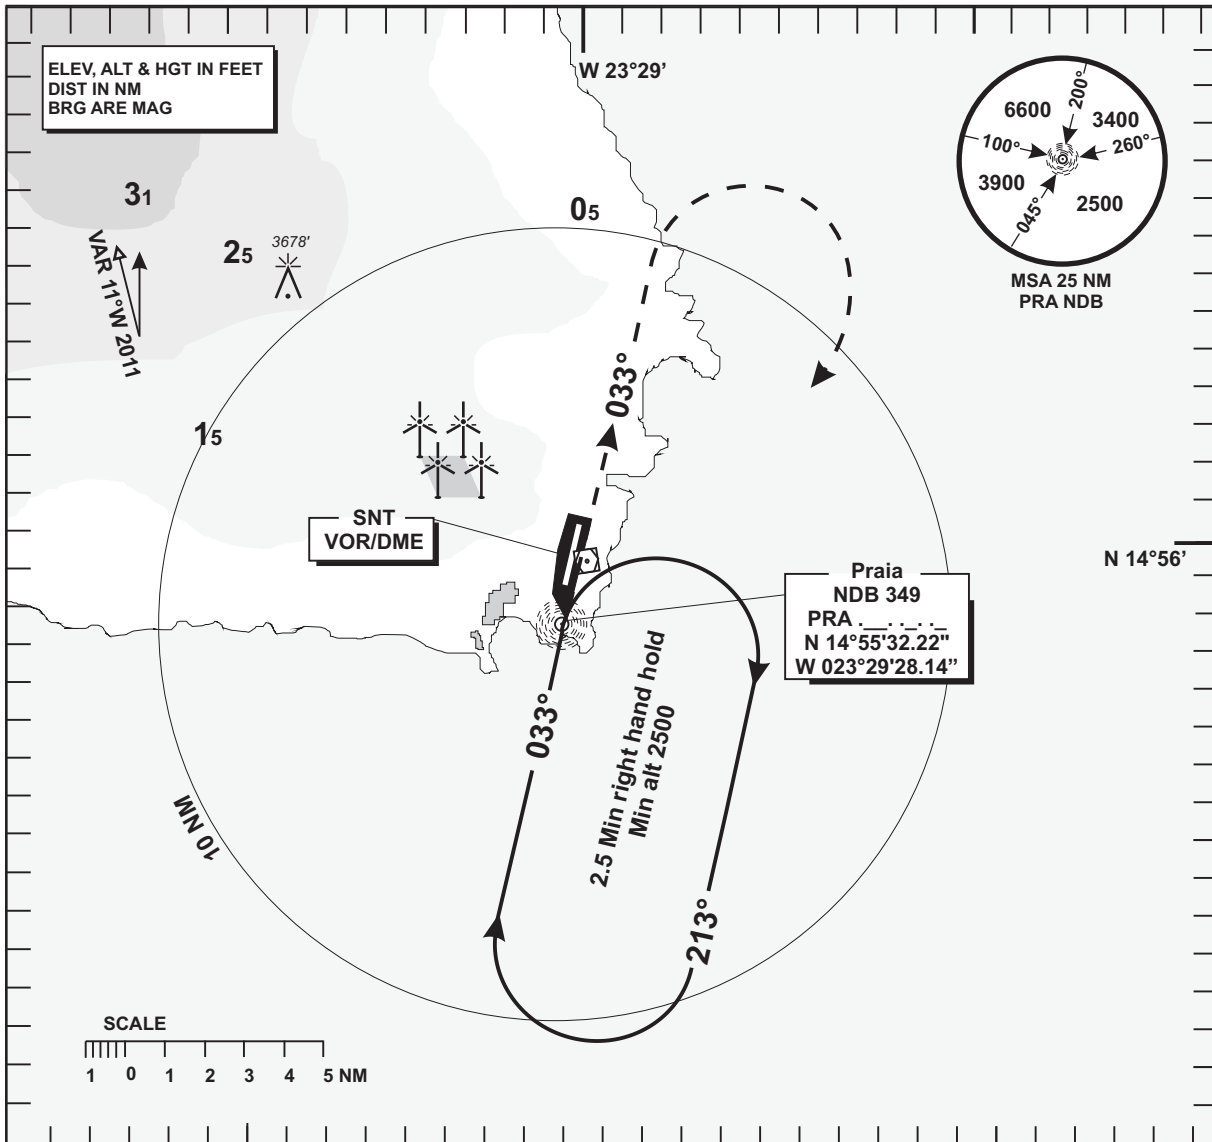 ELEV, ALT & HGT IN FEET
DIST IN NM
BRG ARE MAG
W 23°29’
6600
200°
3400
100°
260°
3900
2500
045°
MSA 25 NM
PRA NDB
31
05
25
3678'
VAR 11°W 2011
033°
15
SNT
VOR/DME
N 14°56’
Praia
NDB 349
PRA .__. ._. ._
N 14°55'32.22"
W 023°29'28.14”
033°
2.5 Min right hand hold
Min alt 2500
213°
10 NM
SCALE
1 0 1 2 3 4 5 NM